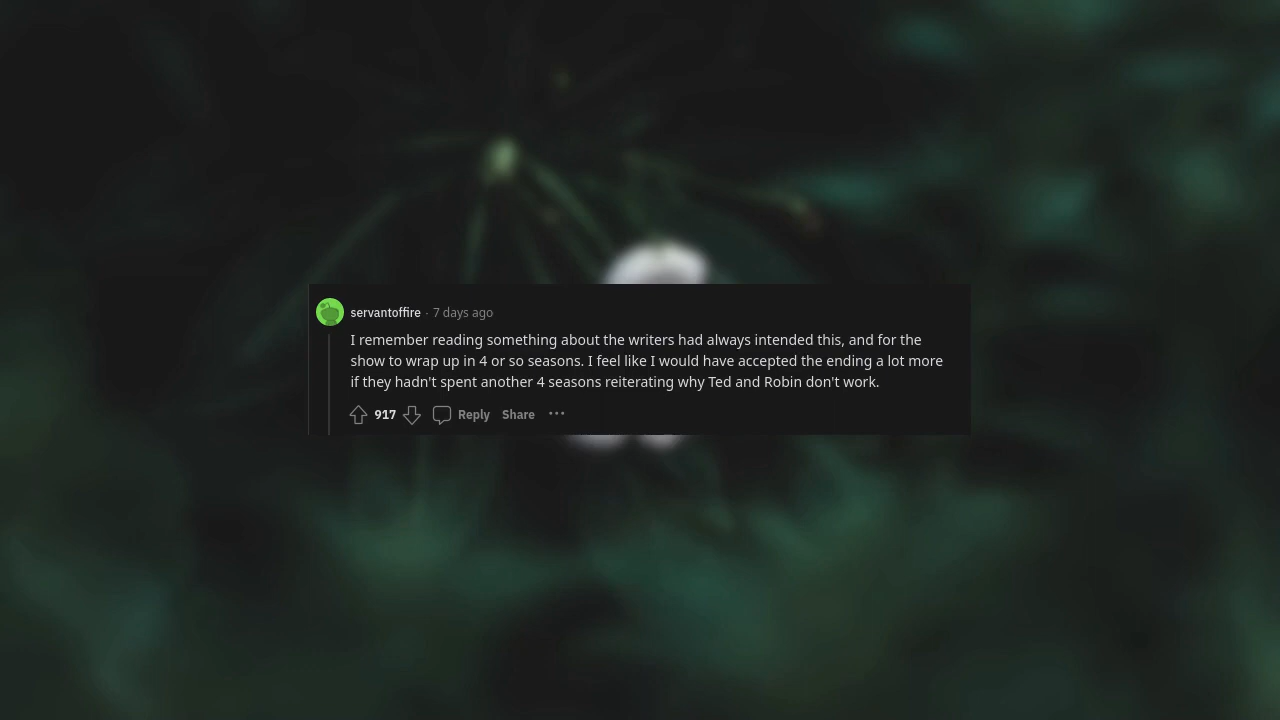 servantoffire · 7 days ago
I remember reading something about the writers had always intended this, and for the
show to wrap up in 4 or so seasons. I feel like I would have accepted the ending a lot more
if they hadn't spent another 4 seasons reiterating why Ted and Robin don't work.
917 Reply Share ···